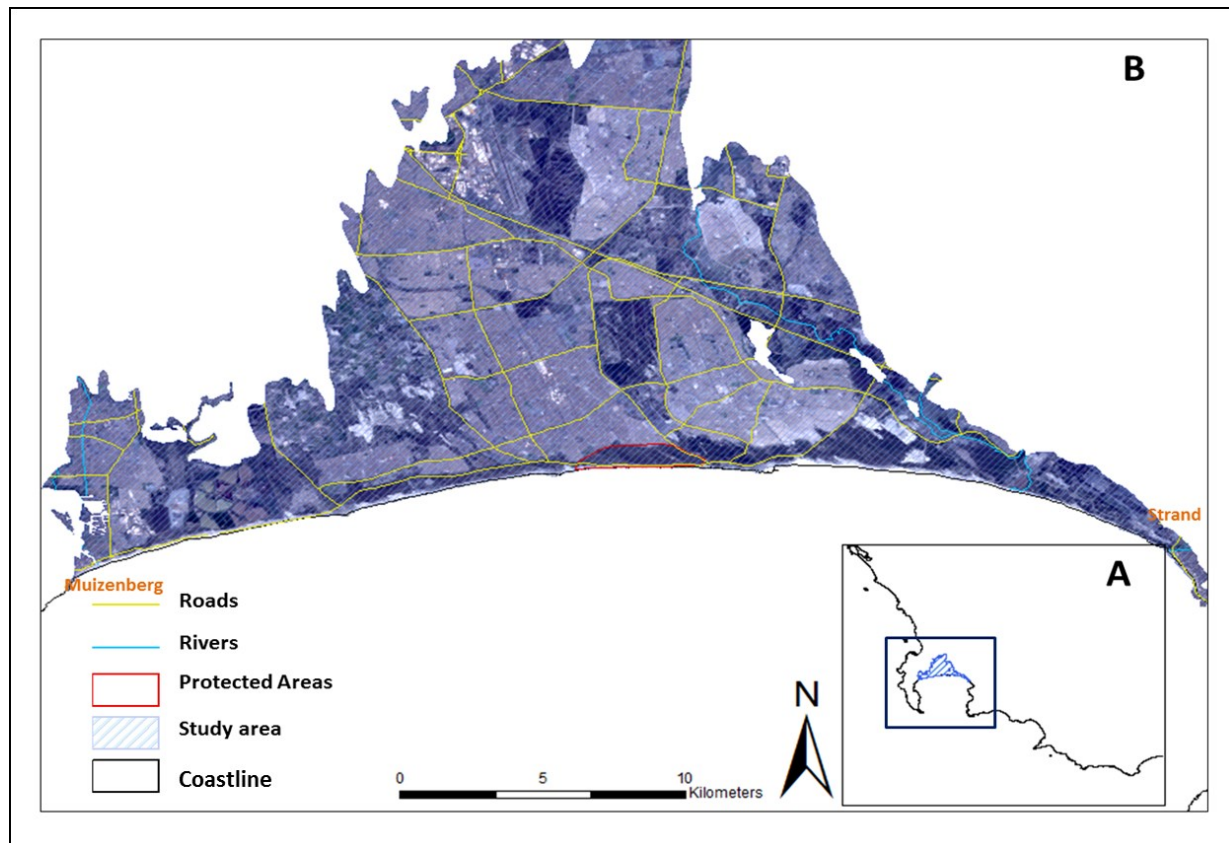 B
Strand
Muizenberg
Roads
Rivers
Protected Areas
Study area
Coastline
A
N
0 5 10
Kilometers